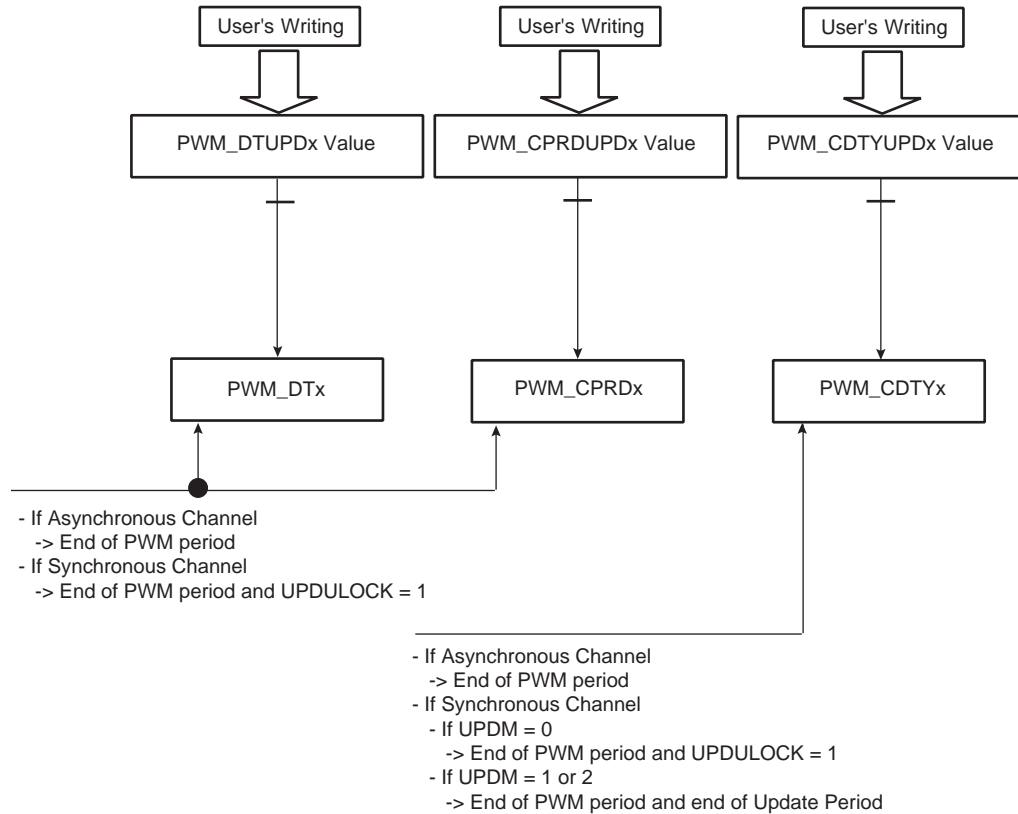 User's Writing
User's Writing
User's Writing
PWM_DTUPDx Value
PWM_CPRDUPDx Value
PWM_CDTYUPDx Value
PWM_DTx
PWM_CPRDx
PWM_CDTYx
- If Asynchronous Channel
-> End of PWM period
- If Synchronous Channel
-> End of PWM period and UPDULOCK = 1
- If Asynchronous Channel
-> End of PWM period
- If Synchronous Channel
- If UPDM = 0
-> End of PWM period and UPDULOCK = 1
- If UPDM = 1 or 2
-> End of PWM period and end of Update Period